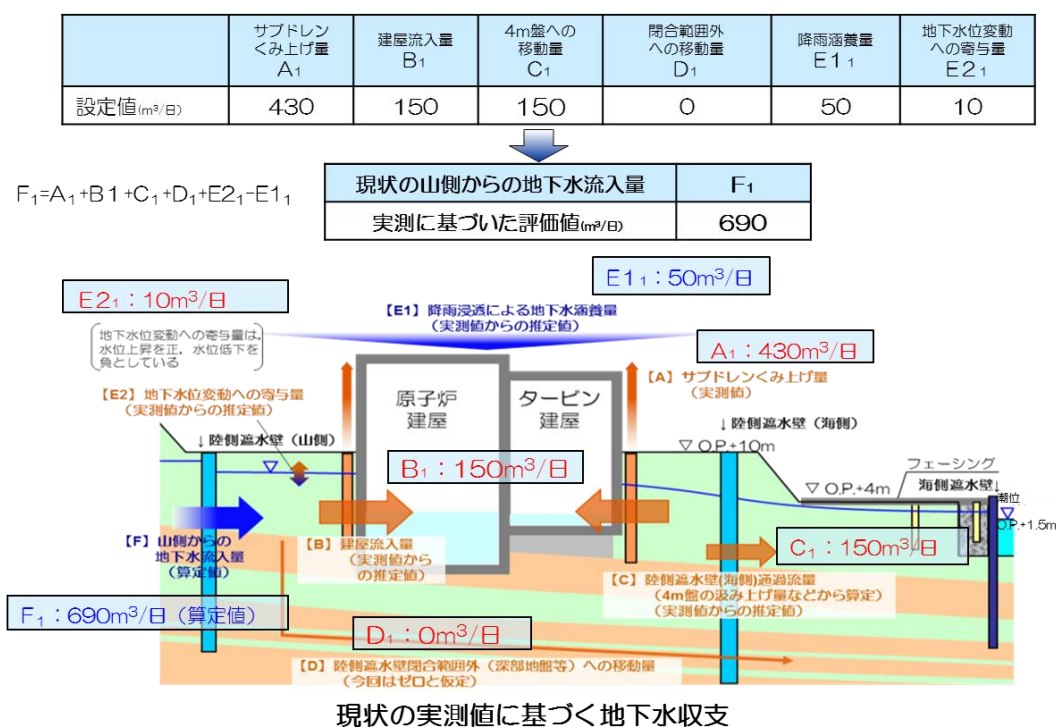 サブドレン
くみ上げ量
A₁
建屋流入量
B₁
4m盤への
移動量
C₁
閉合範囲外
への移動量
D₁
降雨涵養量
E1₁
地下水位変動
への寄与量
E2₁
設定値(m³/日) 430 150 150 0 50 10
F₁=A₁+B1+C₁+D₁+E2₁-E1₁
現状の山側からの地下水流入量 F₁
実測に基づいた評価値(m³/日) 690
E1₁：50m³/日
E2₁：10m³/日
【E1】降雨浸透による地下水涵養量
（実測値からの推定値）
地下水位変動への寄与量は、
水位上昇を正，水位低下を
負としている
A₁：430m³/日
【A】サブドレンくみ上げ量
（実測値）
【E2】地下水位変動への寄与量
（実測値からの推定値）
原子炉
建屋
タービン
建屋
↓陸側遮水壁（山側）
↓陸側遮水壁（海側）
▽ O.P.+10m
フェーシング
海側遮水壁↓
▽ O.P.+4m
潮位
O.P.+1.5m
B₁：150m³/日
【F】山側からの
地下水流入量
（算定値）
【B】建屋流入量
（実測値から
の推定値）
C₁：150m³/日
【C】陸側遮水壁(海側)通過流量
（4m盤の汲み上げ量などから算定）
（実測値からの推定値）
F₁：690m³/日（算定値）
D₁：0m³/日
【D】陸側遮水壁閉合範囲外（深部地盤等）への移動量
（今回はゼロと仮定）
現状の実測値に基づく地下水収支